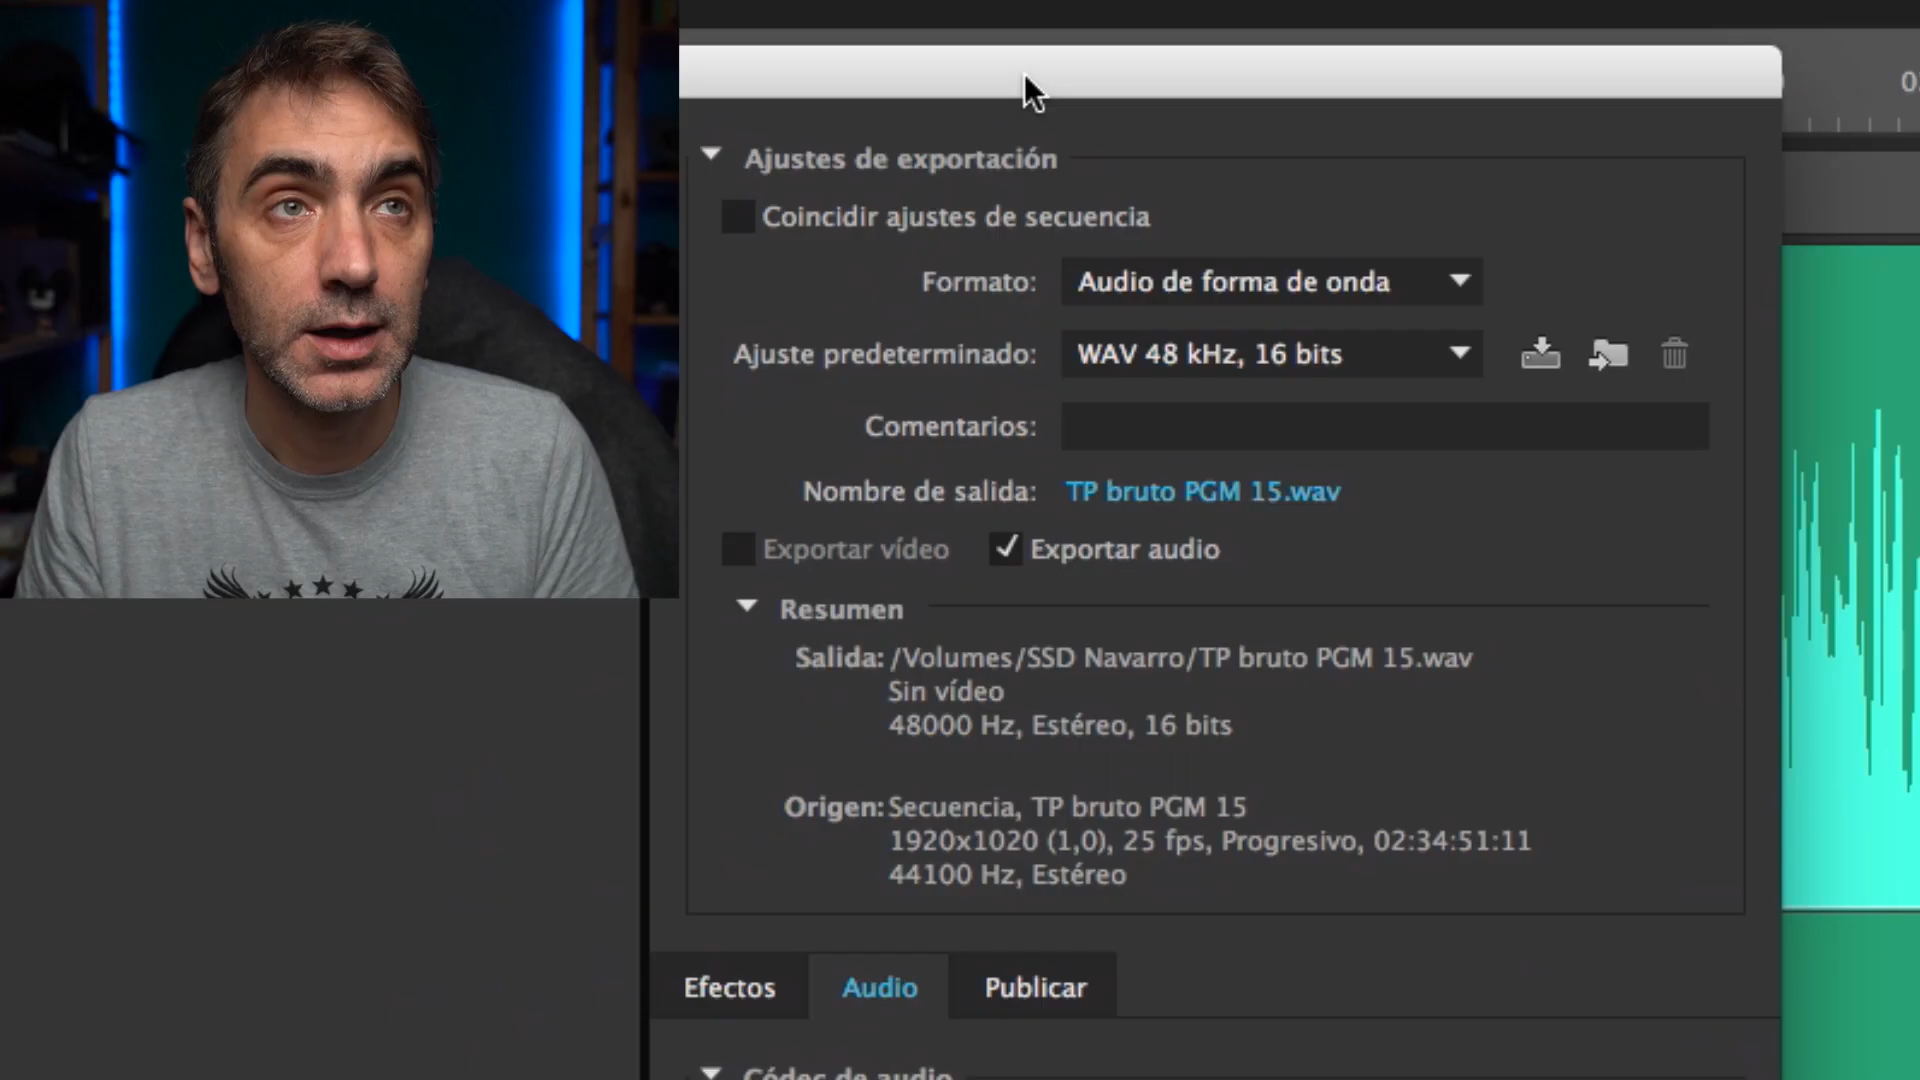 Ajustes de exportación
Coincidir ajustes de secuencia
Formato: Audio de forma de onda
Ajuste predeterminado: WAV 48 kHz, 16 bits
Comentarios:
Nombre de salida: TP bruto PGM 15.wav
Exportar vídeo Exportar audio
Resumen
Salida: /Volumes/SSD Navarro/TP bruto PGM 15.wav
Sin vídeo
48000 Hz, Estéreo, 16 bits
Origen: Secuencia, TP bruto PGM 15
1920x1020 (1,0), 25 fps, Progresivo, 02:34:51:11
44100 Hz, Estéreo
Efectos Audio Publicar
Códec de audio